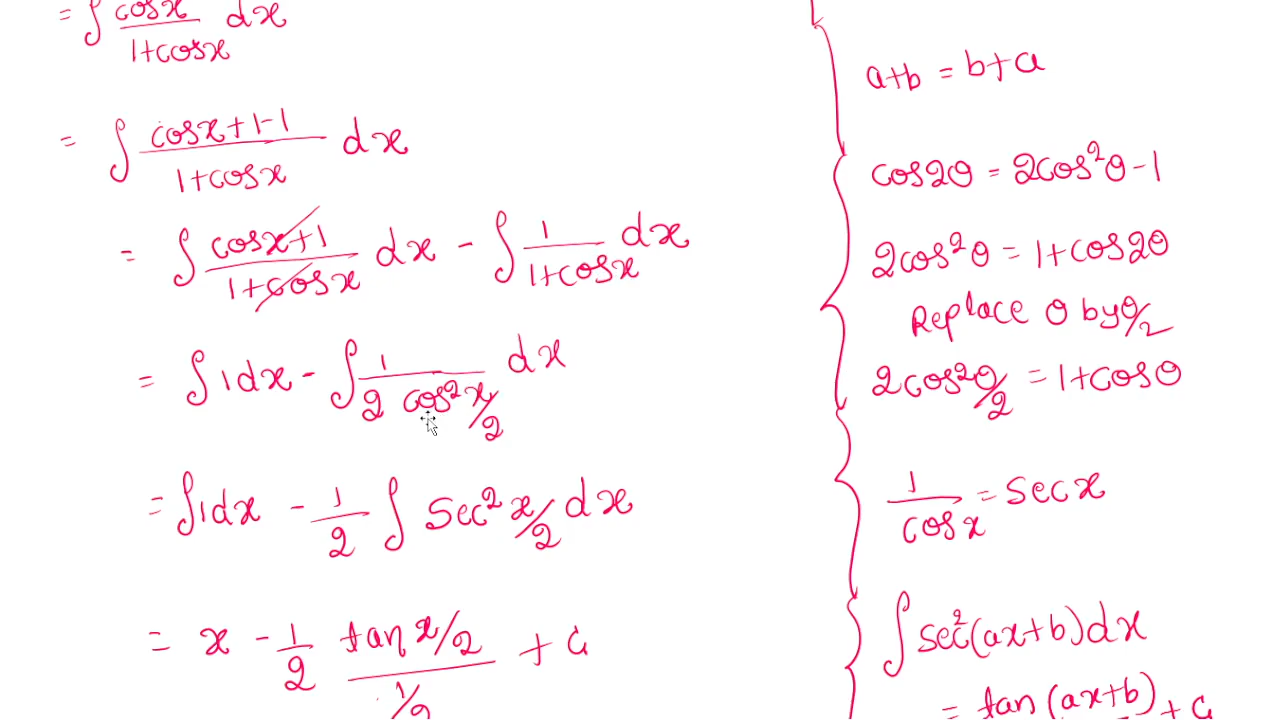 = ∫ cosx/1+cosx dx
= ∫ cosx+1-1/1+cosx dx
= ∫ cosx+1/1+cosx dx - ∫ 1/1+cosx dx
= ∫ 1dx - ∫ 1/2 cos²x/2 dx
= ∫1dx - 1/2 ∫ Sec²x/2 dx
= x - 1/2 tan x/2 / 1/2 + C
a+b = b+a
cos2θ = 2cos²θ-1
2cos²θ = 1+cos2θ
Replace θ by θ/2
2cos²θ/2 = 1+cosθ
1/cosx = Secx
∫ sec²(ax+b)dx
= tan (ax+b) + C